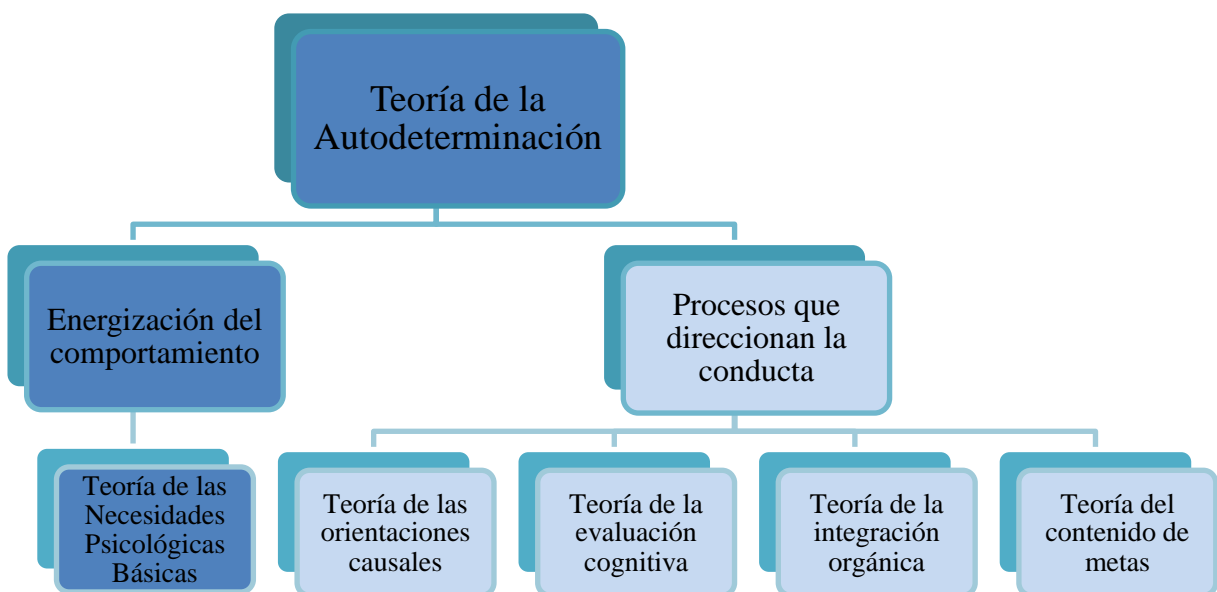 Teoría de la
Autodeterminación
Energización del
comportamiento
Procesos que
direccionan la
conducta
Teoría de las
Necesidades
Psicológicas
Básicas
Teoría de las
orientaciones
causales
Teoría de la
evaluación
cognitiva
Teoría de la
integración
orgánica
Teoría del
contenido de
metas